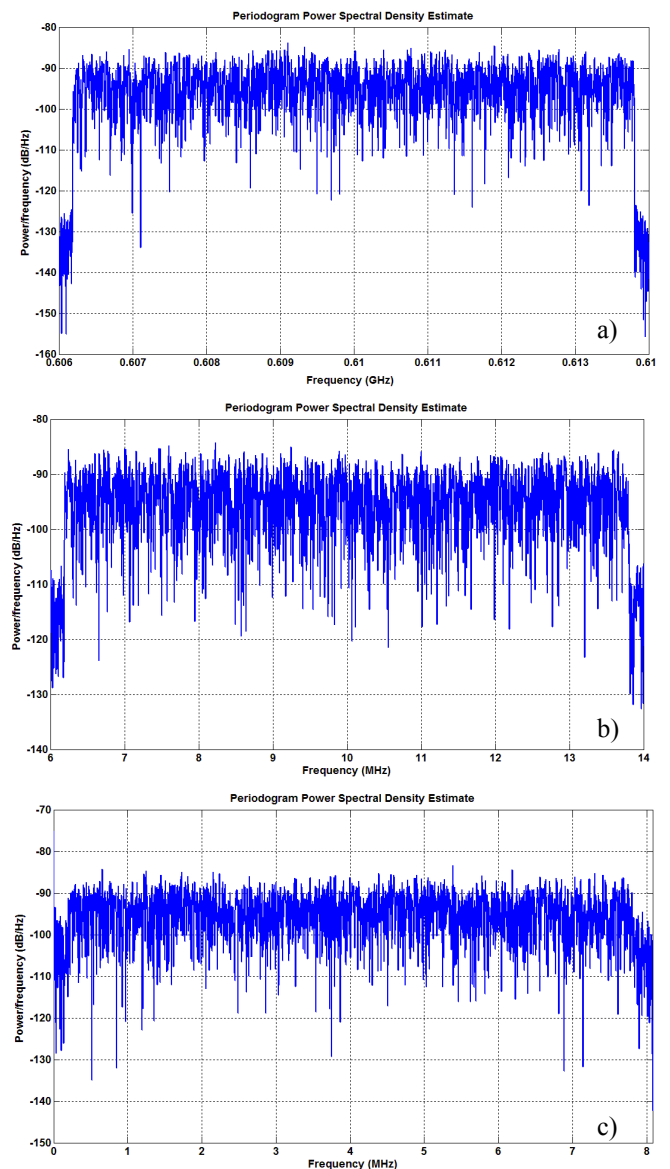 Periodogram Power Spectral Density Estimate
-80
-90
-100
-110
-120
-130
-140
-150
-160
Power/frequency (dB/Hz)
0.606 0.607 0.608 0.609 0.61 0.611 0.612 0.613 0.61
Frequency (GHz)
a)
Periodogram Power Spectral Density Estimate
-80
-90
-100
-110
-120
-130
-140
Power/frequency (dB/Hz)
6 7 8 9 10 11 12 13 14
Frequency (MHz)
b)
Periodogram Power Spectral Density Estimate
-70
-80
-90
-100
-110
-120
-130
-140
-150
Power/frequency (dB/Hz)
0 1 2 3 4 5 6 7 8
Frequency (MHz)
c)